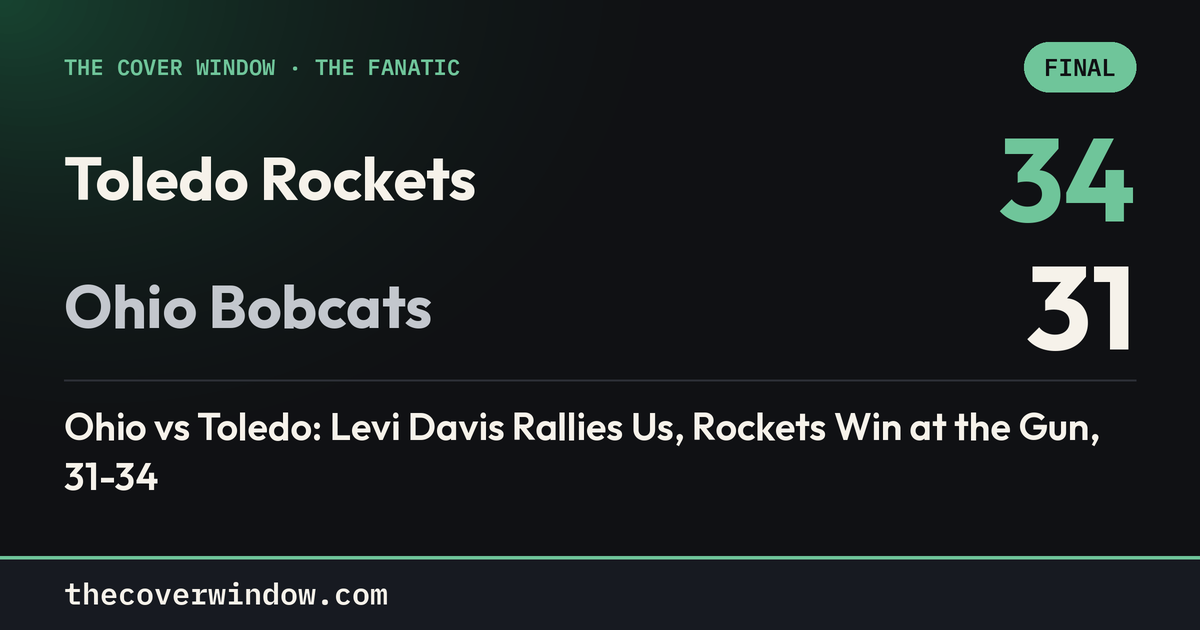 THE COVER WINDOW · THE FANATIC
FINAL
Toledo Rockets
34
Ohio Bobcats
31
Ohio vs Toledo: Levi Davis Rallies Us, Rockets Win at the Gun,
31-34
thecoverwindow.com